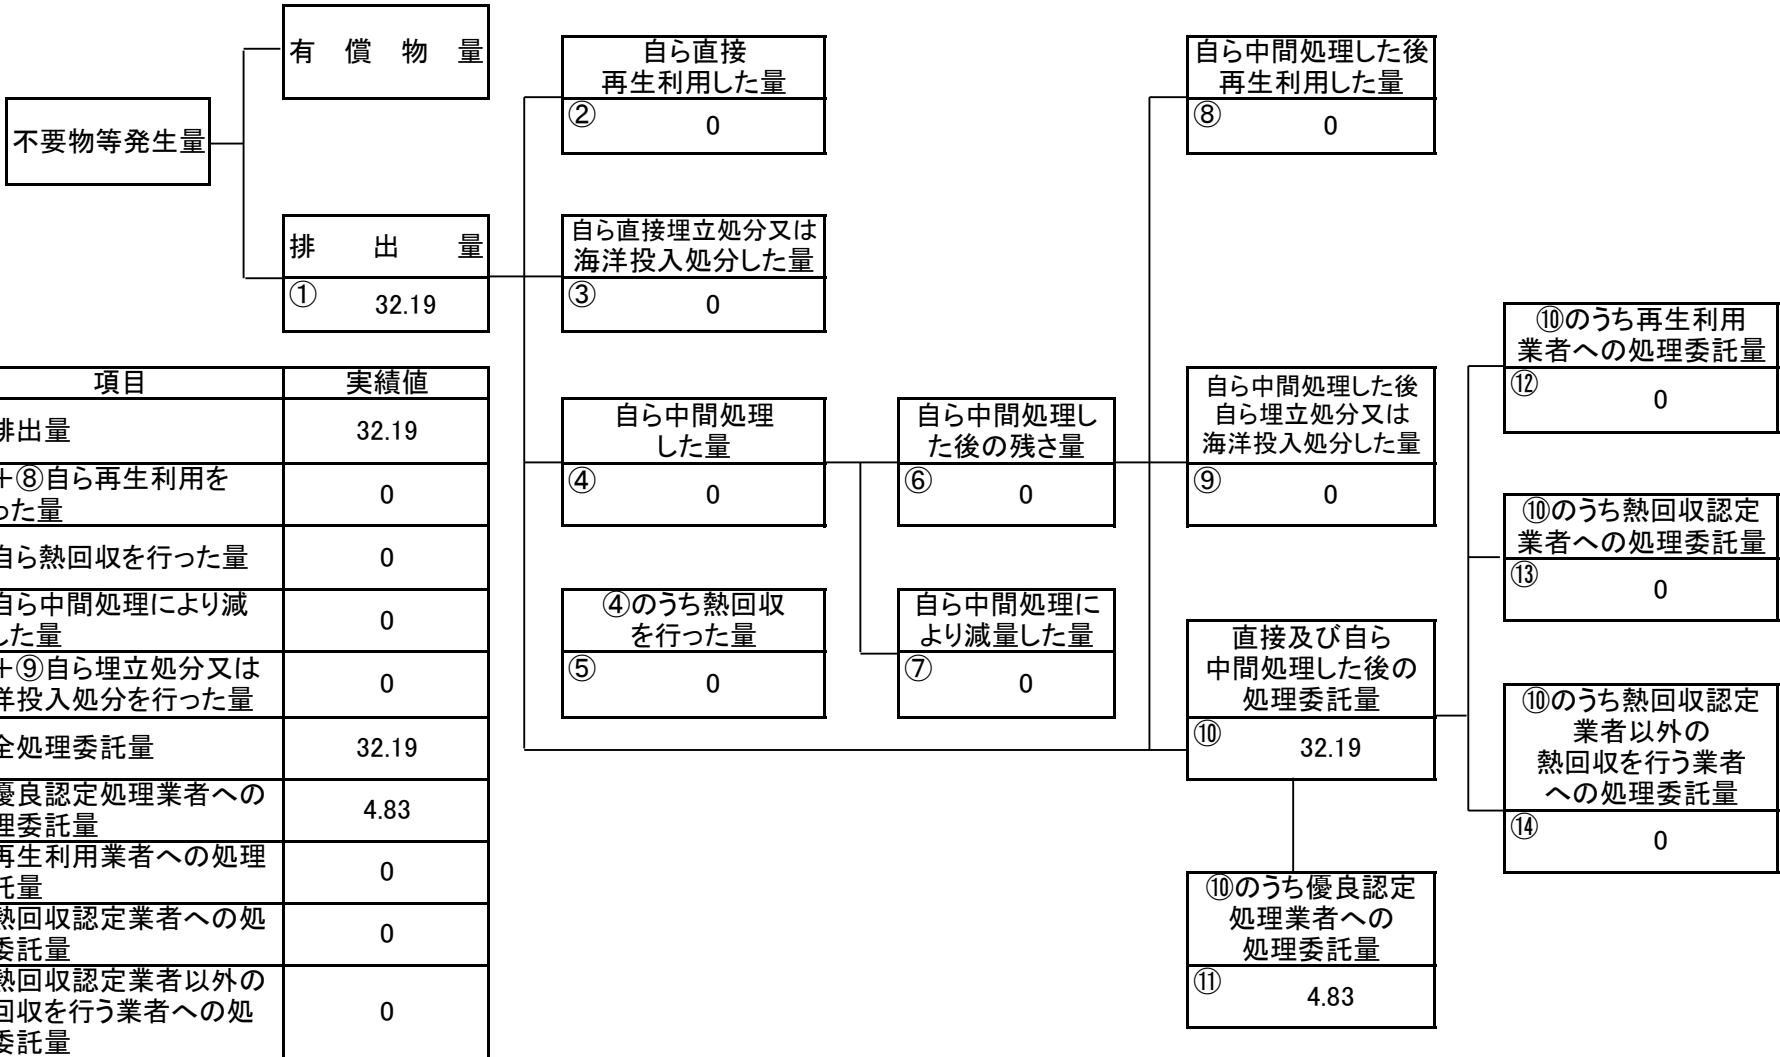 有償物量
不要物等発生量
排出量
① 32.19
自ら直接
再生利用した量
② 0
自ら直接埋立処分又は
海洋投入処分した量
③ 0
自ら中間処理
した量
④ 0
④のうち熱回収
を行った量
⑤ 0
自ら中間処理し
た後の残さ量
⑥ 0
自ら中間処理に
より減量した量
⑦ 0
自ら中間処理した後
再生利用した量
⑧ 0
自ら中間処理した後
自ら埋立処分又は
海洋投入処分した量
⑨ 0
直接及び自ら
中間処理した後の
処理委託量
⑩ 32.19
⑩のうち優良認定
処理業者への
処理委託量
⑪ 4.83
⑩のうち再生利用
業者への処理委託量
⑫ 0
⑩のうち熱回収認定
業者への処理委託量
⑬ 0
⑩のうち熱回収認定
業者以外の
熱回収を行う業者
への処理委託量
⑭ 0
項目 実績値
排出量 32.19
+⑧自ら再生利用を
った量 0
自ら熱回収を行った量 0
自ら中間処理により減
した量 0
+⑨自ら埋立処分又は
洋投入処分を行った量 0
全処理委託量 32.19
優良認定処理業者への
理委託量 4.83
再生利用業者への処理
託量 0
熱回収認定業者への処
委託量 0
熱回収認定業者以外の
回収を行う業者への処
委託量 0